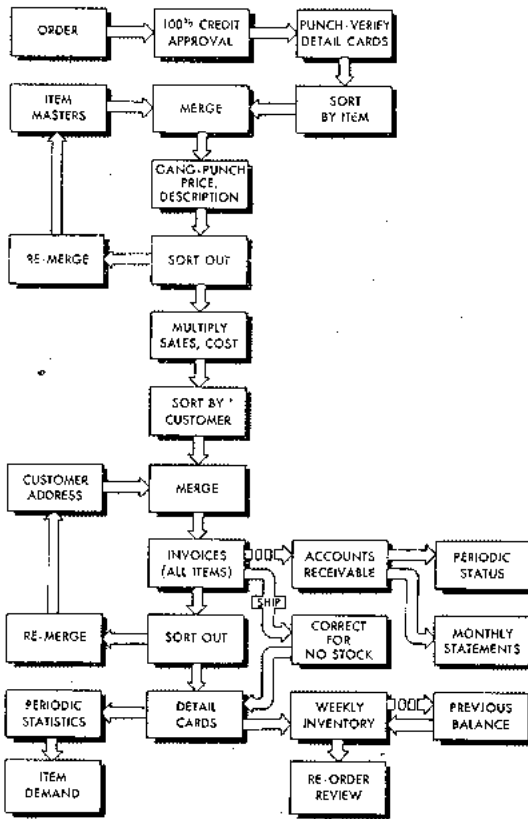 ORDER
100% CREDIT
APPROVAL
PUNCH-VERIFY
DETAIL CARDS
ITEM
MASTERS
MERGE
SORT
BY ITEM
GANG-PUNCH
PRICE,
DESCRIPTION
RE-MERGE
SORT OUT
MULTIPLY
SALES, COST
SORT BY
CUSTOMER
CUSTOMER
ADDRESS
MERGE
INVOICES
(ALL ITEMS)
ACCOUNTS
RECEIVABLE
PERIODIC
STATUS
SHIP
RE-MERGE
SORT OUT
CORRECT
FOR
NO STOCK
MONTHLY
STATEMENTS
PERIODIC
STATISTICS
DETAIL
CARDS
WEEKLY
INVENTORY
PREVIOUS
BALANCE
ITEM
DEMAND
RE-ORDER
REVIEW